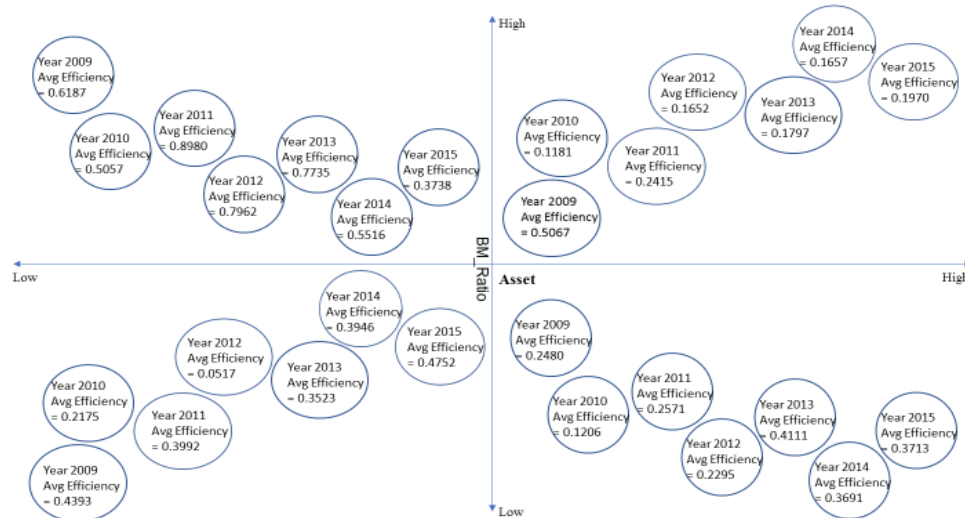 High
Year 2009
Avg Efficiency
= 0.6187
Year 2010
Avg Efficiency
= 0.5057
Year 2011
Avg Efficiency
= 0.8980
Year 2012
Avg Efficiency
= 0.7962
Year 2013
Avg Efficiency
= 0.7735
Year 2014
Avg Efficiency
= 0.5516
Year 2015
Avg Efficiency
= 0.3738
Year 2009
Avg Efficiency
= 0.5067
Year 2010
Avg Efficiency
= 0.1181
Year 2011
Avg Efficiency
= 0.2415
Year 2012
Avg Efficiency
= 0.1652
Year 2013
Avg Efficiency
= 0.1797
Year 2014
Avg Efficiency
= 0.1657
Year 2015
Avg Efficiency
= 0.1970
Low
BM_Ratio
Asset
High
Year 2009
Avg Efficiency
= 0.4393
Year 2010
Avg Efficiency
= 0.2175
Year 2011
Avg Efficiency
= 0.3992
Year 2012
Avg Efficiency
= 0.0517
Year 2013
Avg Efficiency
= 0.3523
Year 2014
Avg Efficiency
= 0.3946
Year 2015
Avg Efficiency
= 0.4752
Year 2009
Avg Efficiency
= 0.2480
Year 2010
Avg Efficiency
= 0.1206
Year 2011
Avg Efficiency
= 0.2571
Year 2012
Avg Efficiency
= 0.2295
Year 2013
Avg Efficiency
= 0.4111
Year 2014
Avg Efficiency
= 0.3691
Year 2015
Avg Efficiency
= 0.3713
Low